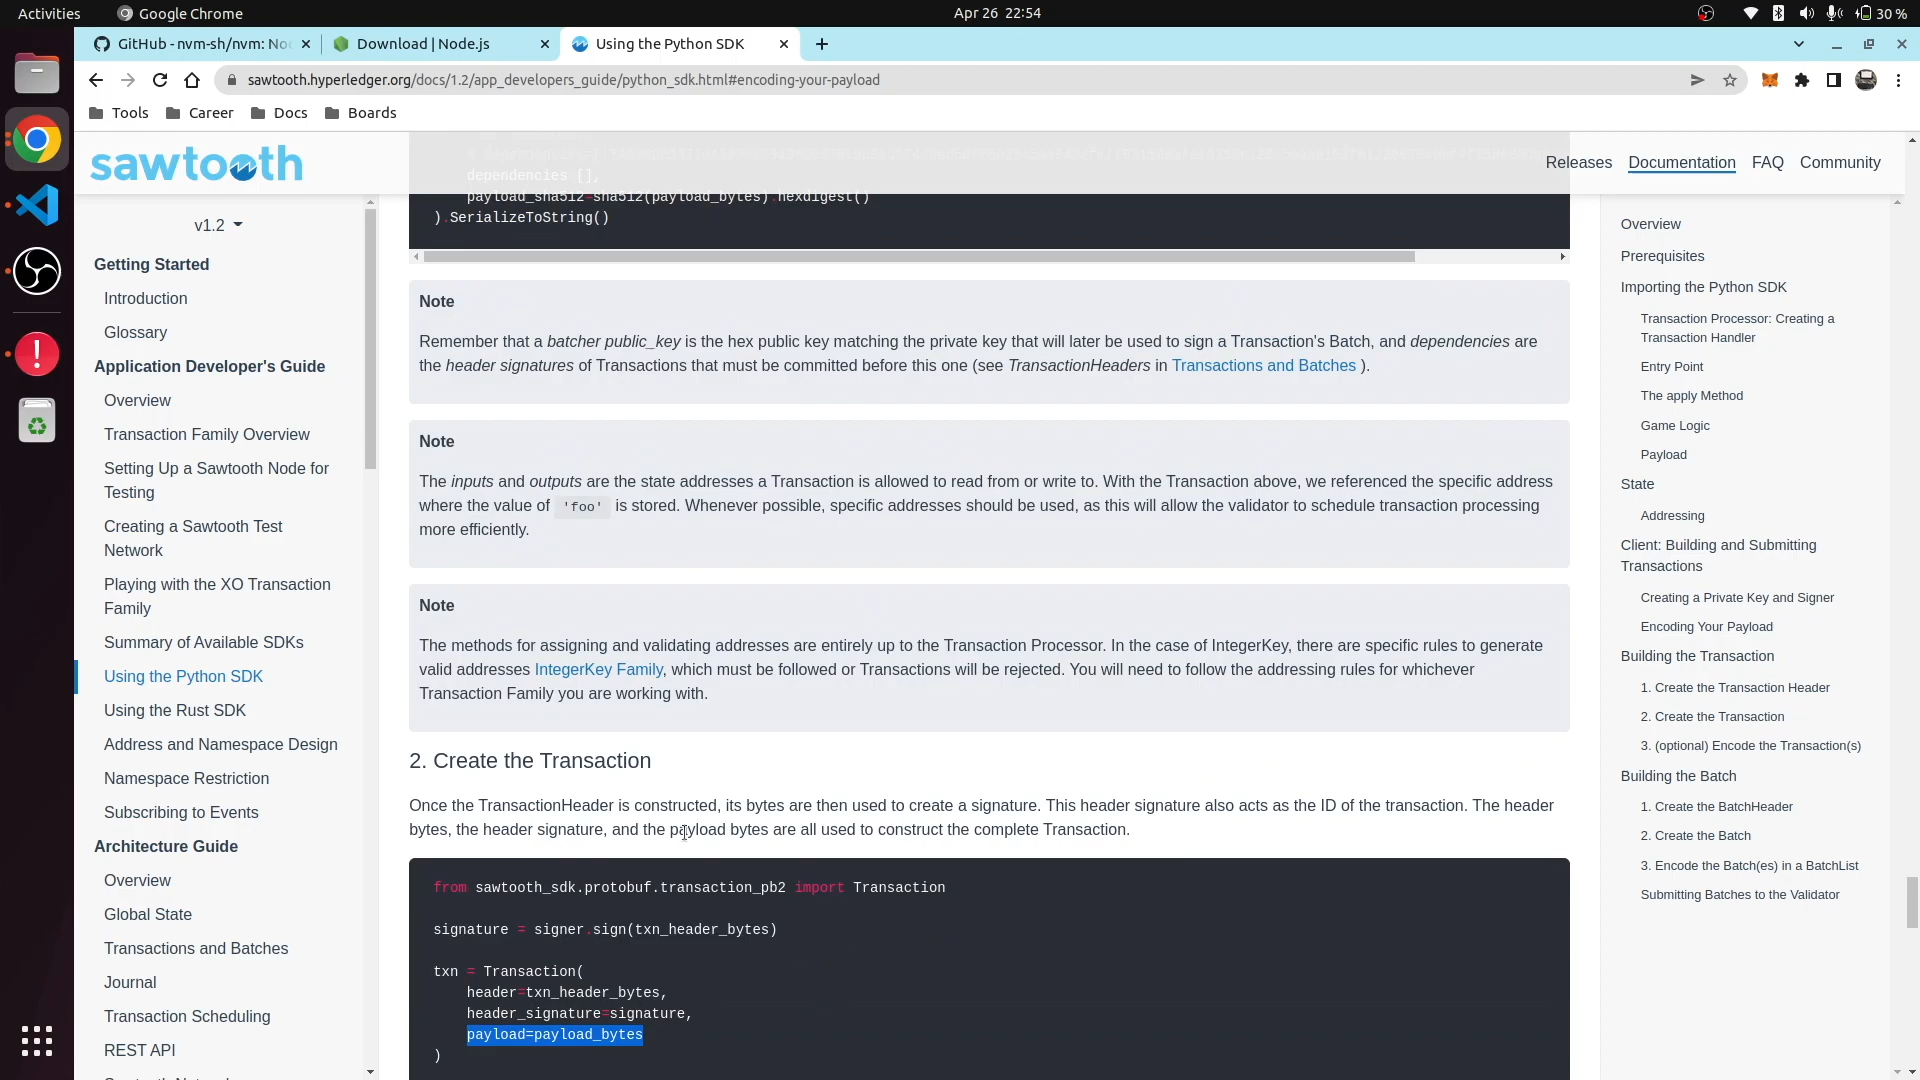 Activities
Google Chrome
Apr 26 22:54
30 %
GitHub - nvm-sh/nvm: No
Download | Node.js
Using the Python SDK
sawtooth.hyperledger.org/docs/1.2/app_developers_guide/python_sdk.html#encoding-your-payload
Tools
Career
Docs
Boards
sawtooth
Releases
Documentation
FAQ
Community
v1.2
Getting Started
Introduction
Glossary
Application Developer's Guide
Overview
Transaction Family Overview
Setting Up a Sawtooth Node for
Testing
Creating a Sawtooth Test
Network
Playing with the XO Transaction
Family
Summary of Available SDKs
Using the Python SDK
Using the Rust SDK
Address and Namespace Design
Namespace Restriction
Subscribing to Events
Architecture Guide
Overview
Global State
Transactions and Batches
Journal
Transaction Scheduling
REST API
dependencies=[],
payload_sha512=sha512(payload_bytes).hexdigest()
).SerializeToString()
Note
Remember that a batcher public_key is the hex public key matching the private key that will later be used to sign a Transaction's Batch, and dependencies are
the header signatures of Transactions that must be committed before this one (see TransactionHeaders in Transactions and Batches ).
Note
The inputs and outputs are the state addresses a Transaction is allowed to read from or write to. With the Transaction above, we referenced the specific address
where the value of 'foo' is stored. Whenever possible, specific addresses should be used, as this will allow the validator to schedule transaction processing
more efficiently.
Note
The methods for assigning and validating addresses are entirely up to the Transaction Processor. In the case of IntegerKey, there are specific rules to generate
valid addresses IntegerKey Family, which must be followed or Transactions will be rejected. You will need to follow the addressing rules for whichever
Transaction Family you are working with.
2. Create the Transaction
Once the TransactionHeader is constructed, its bytes are then used to create a signature. This header signature also acts as the ID of the transaction. The header
bytes, the header signature, and the payload bytes are all used to construct the complete Transaction.
from sawtooth_sdk.protobuf.transaction_pb2 import Transaction
signature = signer.sign(txn_header_bytes)
txn = Transaction(
header=txn_header_bytes,
header_signature=signature,
payload=payload_bytes
)
Overview
Prerequisites
Importing the Python SDK
Transaction Processor: Creating a
Transaction Handler
Entry Point
The apply Method
Game Logic
Payload
State
Addressing
Client: Building and Submitting
Transactions
Creating a Private Key and Signer
Encoding Your Payload
Building the Transaction
1. Create the Transaction Header
2. Create the Transaction
3. (optional) Encode the Transaction(s)
Building the Batch
1. Create the BatchHeader
2. Create the Batch
3. Encode the Batch(es) in a BatchList
Submitting Batches to the Validator